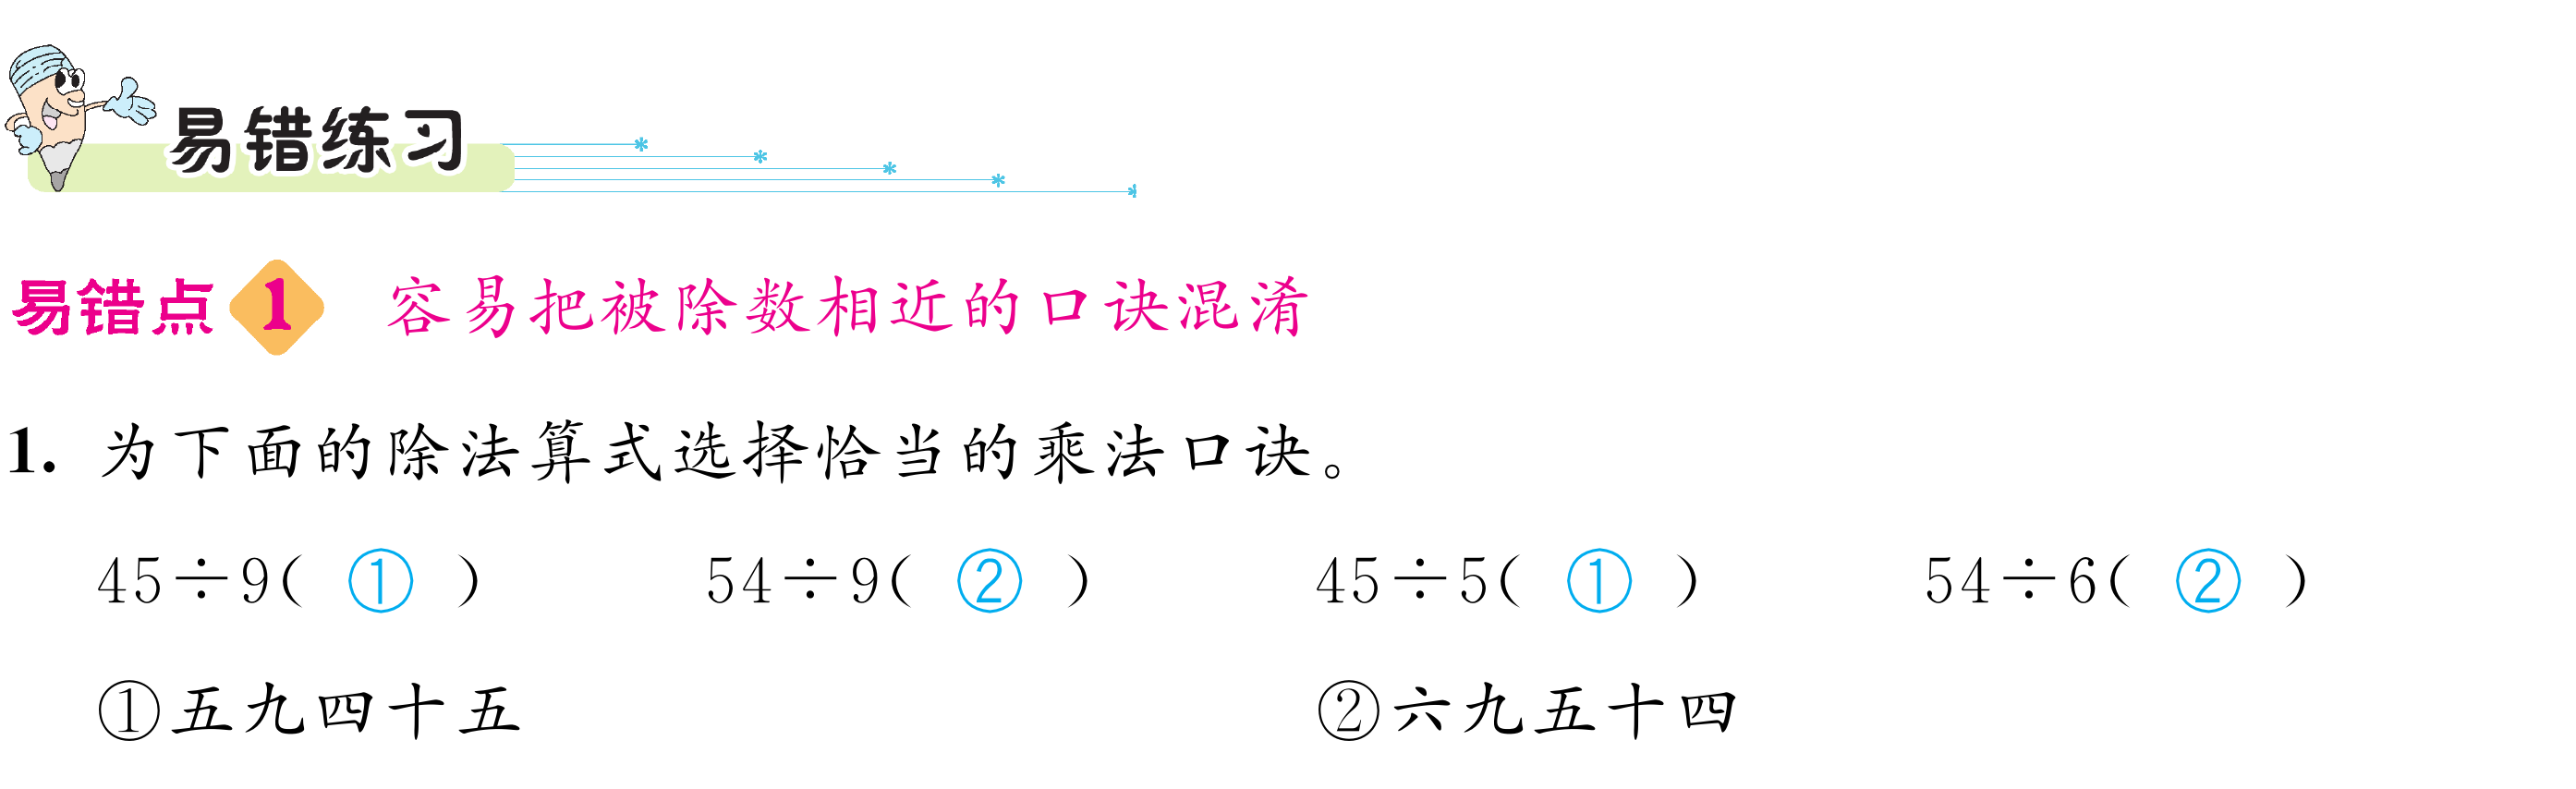 易错练习
易错点 1 容易把被除数相近的口诀混淆
1. 为下面的除法算式选择恰当的乘法口诀。
45÷9( ① ) 54÷9( ② ) 45÷5( ① ) 54÷6( ② )
①五九四十五 ②六九五十四